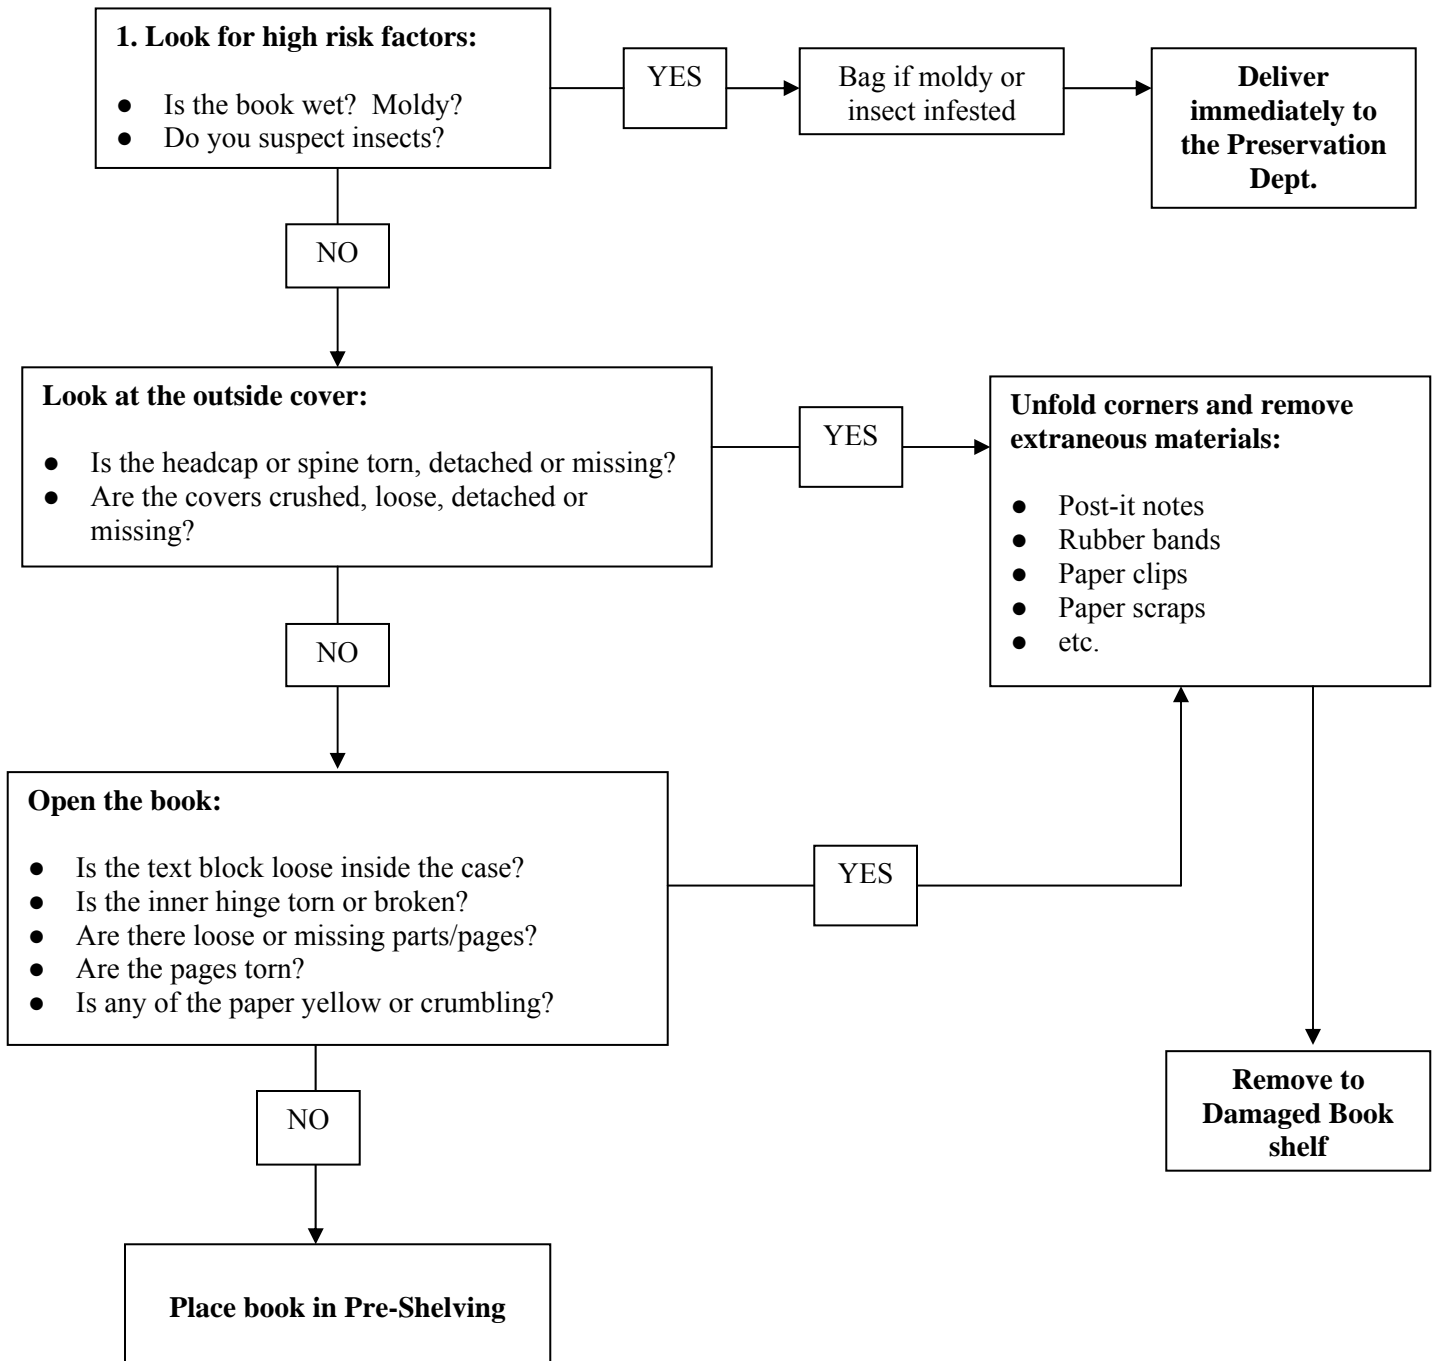 1. Look for high risk factors:
● Is the book wet?  Moldy?
● Do you suspect insects?
YES
Bag if moldy or
insect infested
Deliver
immediately to
the Preservation
Dept.
NO
Look at the outside cover:
● Is the headcap or spine torn, detached or missing?
● Are the covers crushed, loose, detached or
missing?
YES
Unfold corners and remove
extraneous materials:
● Post-it notes
● Rubber bands
● Paper clips
● Paper scraps
● etc.
NO
Open the book:
● Is the text block loose inside the case?
● Is the inner hinge torn or broken?
● Are there loose or missing parts/pages?
● Are the pages torn?
● Is any of the paper yellow or crumbling?
YES
Remove to
Damaged Book
shelf
NO
Place book in Pre-Shelving